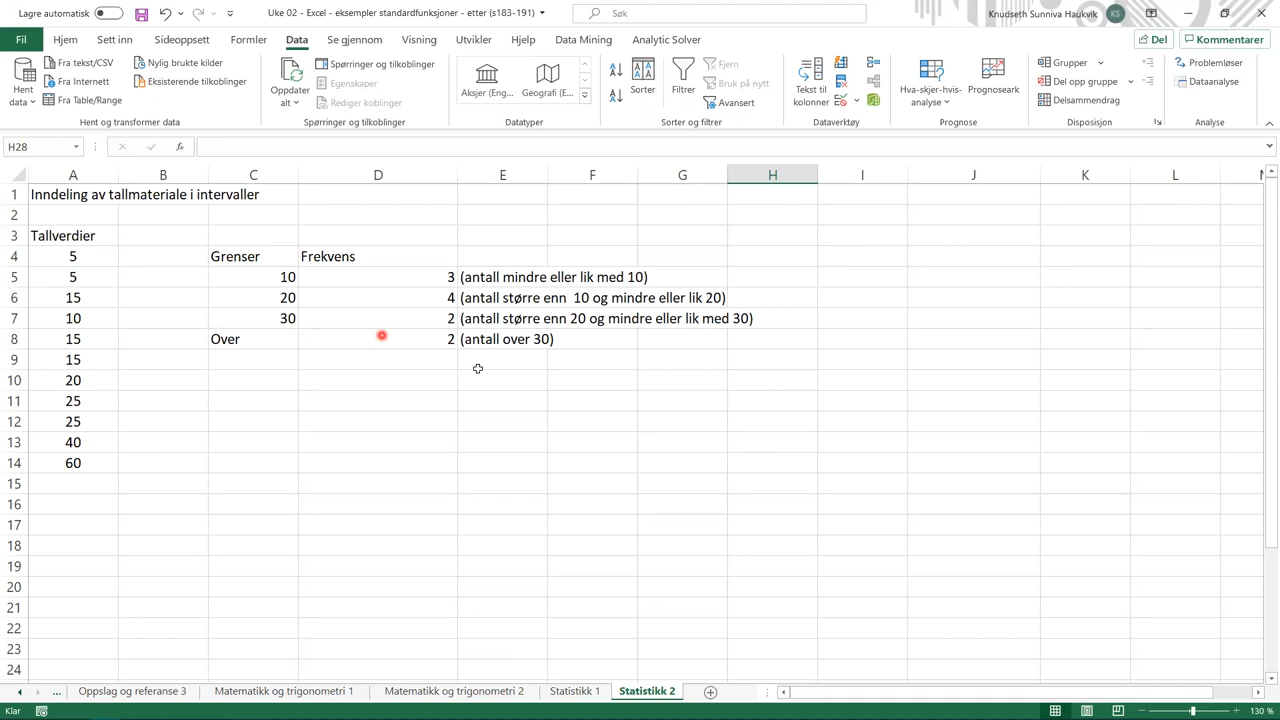 Lagre automatisk
Uke 02 - Excel - eksempler standardfunksjoner - etter (s183-191)
Søk
Knudseth Sunniva Haukvik
KS
Fil
Hjem
Sett inn
Sideoppsett
Formler
Data
Se gjennom
Visning
Utvikler
Hjelp
Data Mining
Analytic Solver
Del
Kommentarer
Hent data
Fra tekst/CSV
Fra Internett
Fra Table/Range
Nylig brukte kilder
Eksisterende tilkoblinger
Hent og transformer data
Oppdater alt
Spørringer og tilkoblinger
Egenskaper
Rediger koblinger
Spørringer og tilkoblinger
Aksjer (Eng...
Geografi (E...
Datatyper
Sorter
Filtrer
Fjern
Bruk på nytt
Avansert
Sorter og filtrer
Tekst til kolonner
Dataverktøy
Hva-skjer-hvis-analyse
Prognoseark
Prognose
Grupper
Del opp gruppe
Delsammendrag
Disposisjon
Problemløser
Dataanalyse
Analyse
H28
fx
A B C D E F G H I J K L
1 Inndeling av tallmateriale i intervaller
2
3 Tallverdier
4 5 Grenser Frekvens
5 5 10 3 (antall mindre eller lik med 10)
6 15 20 4 (antall større enn 10 og mindre eller lik 20)
7 10 30 2 (antall større enn 20 og mindre eller lik med 30)
8 15 Over 2 (antall over 30)
9 15
10 20
11 25
12 25
13 40
14 60
15
16
17
18
19
20
21
22
23
24
... Oppslag og referanse 3 Matematikk og trigonometri 1 Matematikk og trigonometri 2 Statistikk 1 Statistikk 2
Klar
130 %